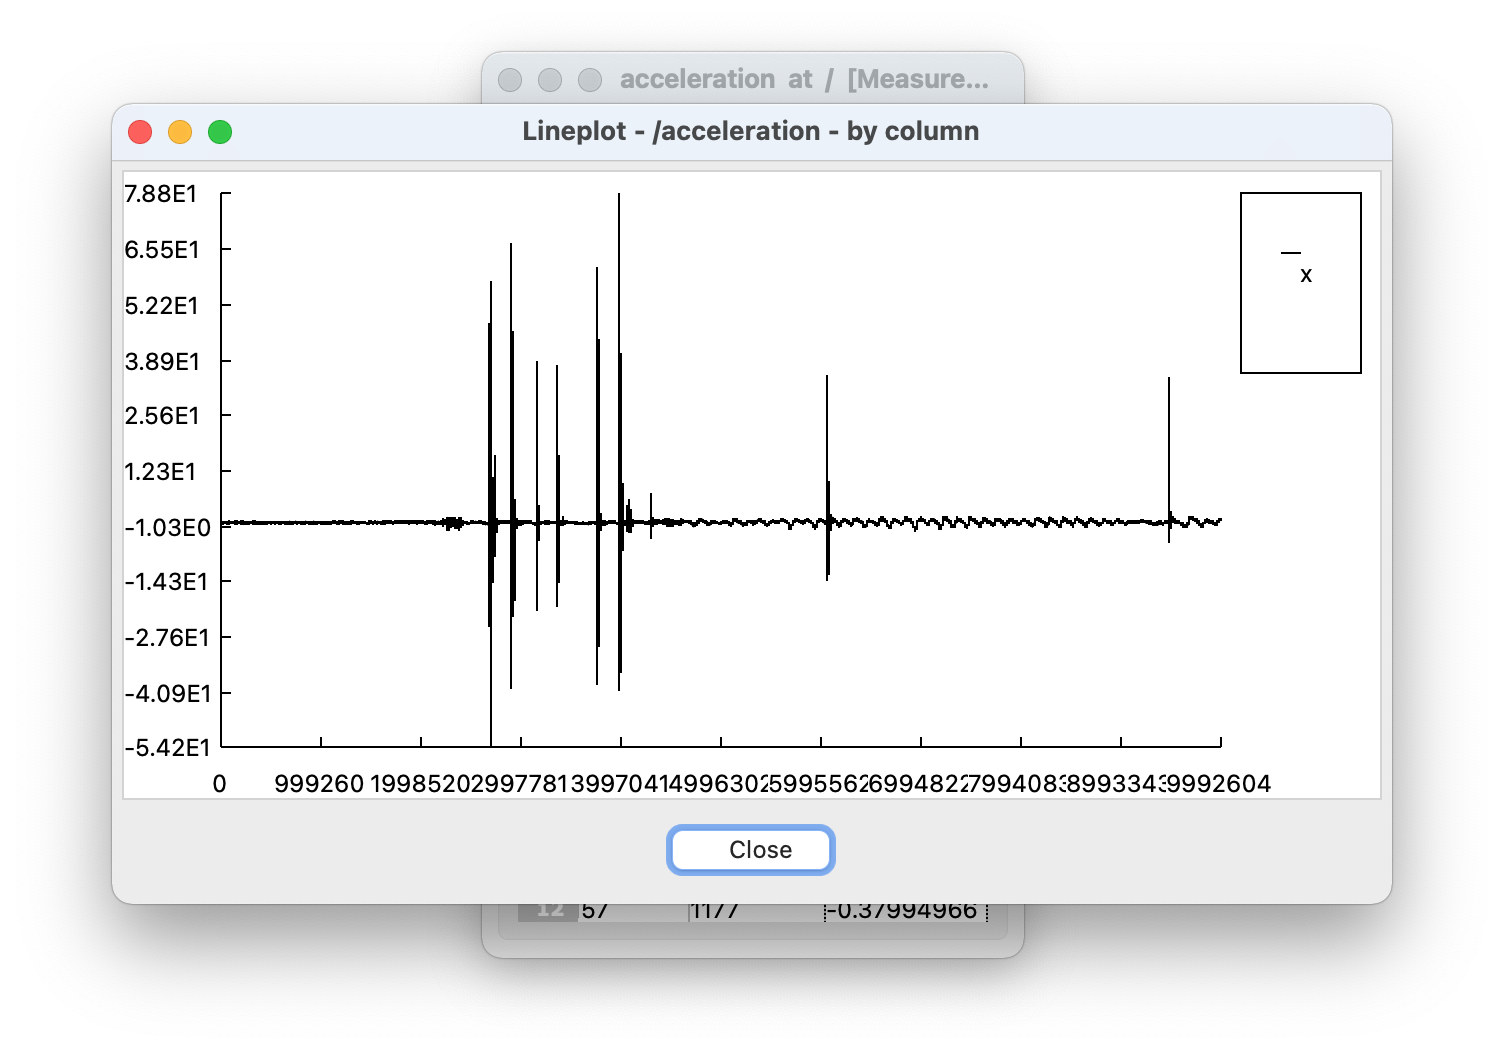 acceleration at / [Measure...
Lineplot - /acceleration - by column
7.88E1
6.55E1
5.22E1
3.89E1
2.56E1
1.23E1
-1.03E0
-1.43E1
-2.76E1
-4.09E1
-5.42E1
x
0 999260 1998520 2997781 3997041 4996302 5995562 6994822 7994083 8993343 9992604
Close
12 57 1177 -0.37994966